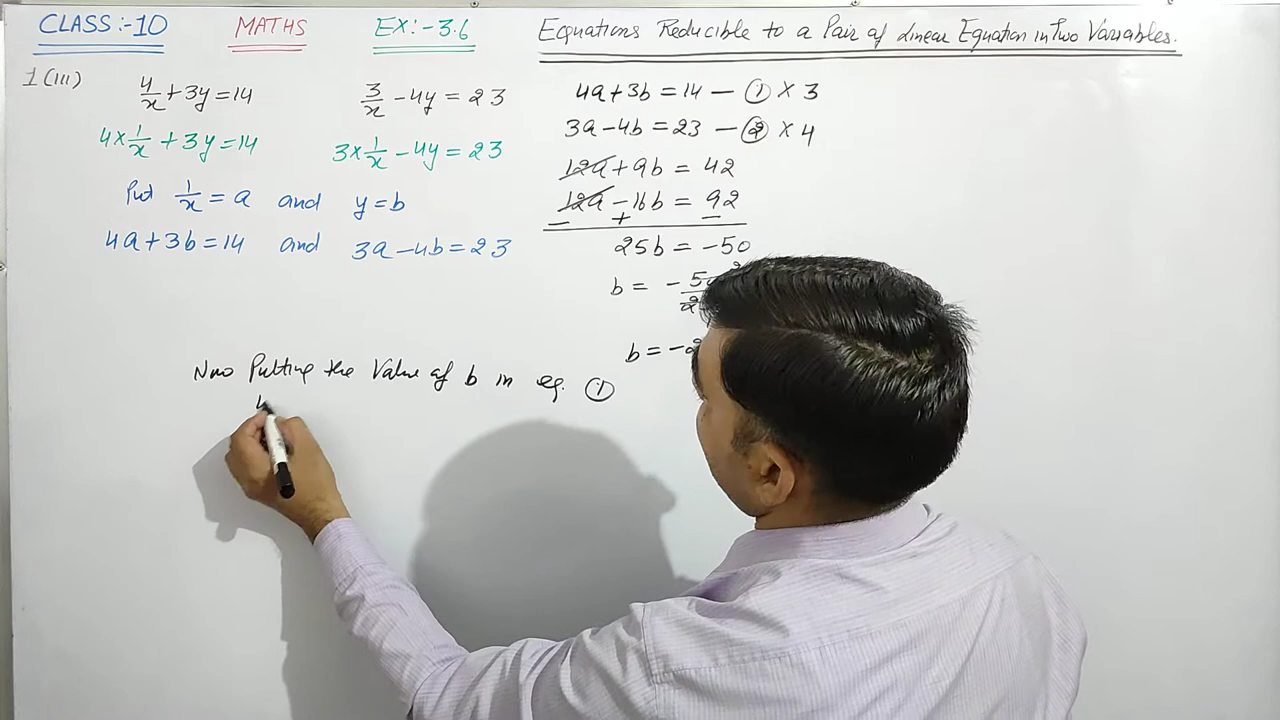 CLASS :- 10 MATHS EX :- 3.6 Equations Reducible to a Pair of Linear Equation in Two Variables.
1 (iii) 4/x + 3y = 14 3/x - 4y = 23
4 × 1/x + 3y = 14 3 × 1/x - 4y = 23
Put 1/x = a and y = b
4a + 3b = 14 and 3a - 4b = 23
4a + 3b = 14 — ① × 3
3a - 4b = 23 — ② × 4
12a + 9b = 42
12a - 16b = 92
— + —
25b = -50
b = -
b = -2
Now Putting the Value of b in eq. ①
4